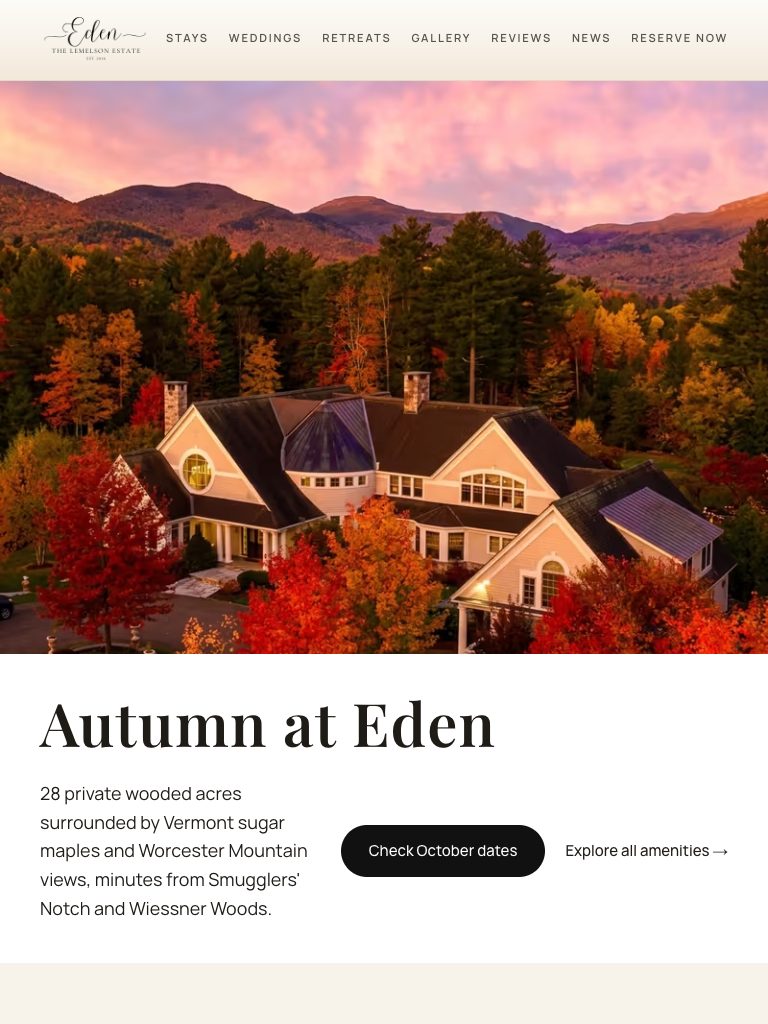 Eden
THE LEMELSON ESTATE
STAYS WEDDINGS RETREATS GALLERY REVIEWS NEWS RESERVE NOW
Autumn at Eden
28 private wooded acres
surrounded by Vermont sugar
maples and Worcester Mountain
views, minutes from Smugglers'
Notch and Wiessner Woods.
Check October dates
Explore all amenities →